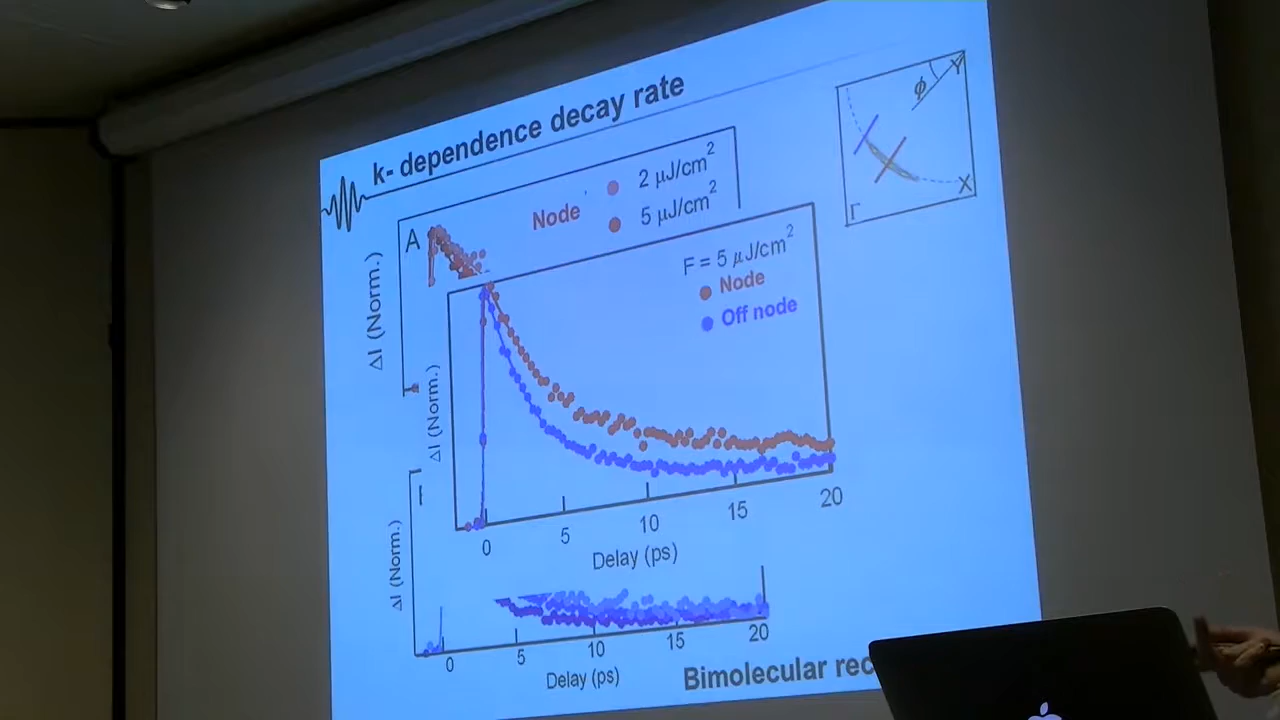 k- dependence decay rate
A
Node
2 μJ/cm2
5 μJ/cm2
ΔI (Norm.)
F = 5 μJ/cm2
Node
Off node
ΔI (Norm.)
0 5 10 15 20
Delay (ps)
ΔI (Norm.)
0 5 10 15 20
Delay (ps)
Bimolecular rec
ϕ
Y
X
Γ